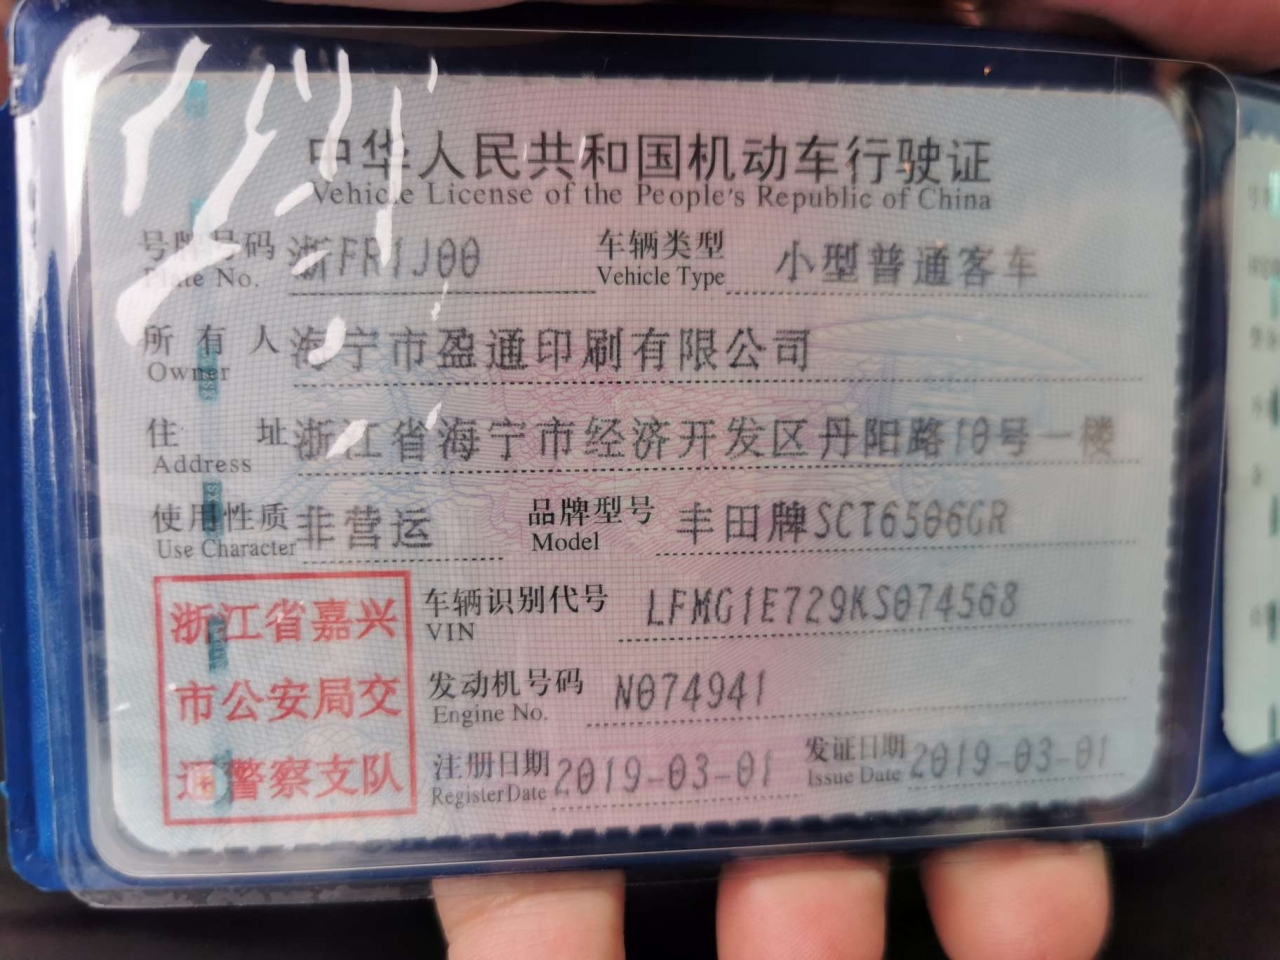 中华人民共和国机动车行驶证
Vehicle License of the People's Republic of China
号牌号码 浙FR1J00 车辆类型 小型普通客车
Plate No. Vehicle Type
所有人 海宁市盈通印刷有限公司
Owner
住址 浙江省海宁市经济开发区丹阳路10号一楼
Address
使用性质 非营运 品牌型号 丰田牌SCT6506GR
Use Character Model
浙江省嘉兴
市公安局交
通警察支队
车辆识别代号 LFMG1E729KS074568
VIN
发动机号码 N074941
Engine No.
注册日期 2019-03-01 发证日期 2019-03-01
Register Date Issue Date